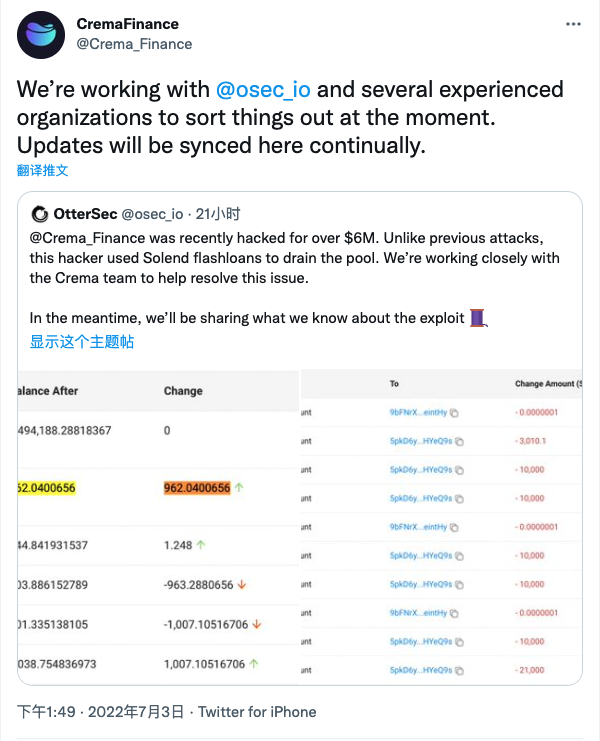 CremaFinance
@Crema_Finance
We're working with @osec_io and several experienced
organizations to sort things out at the moment.
Updates will be synced here continually.
翻译推文
OtterSec @osec_io · 21小时
@Crema_Finance was recently hacked for over $6M. Unlike previous attacks,
this hacker used Solend flashloans to drain the pool. We're working closely with
the Crema team to help resolve this issue.
In the meantime, we'll be sharing what we know about the exploit
显示这个主题帖
alance After Change
494,188.28818367 0
62.0400656 962.0400656 ↑
44.841931537 1.248 ↑
03.886152789 -963.2880656 ↓
01.335138105 -1,007.10516706 ↓
038.754836973 1,007.10516706 ↑
To Change Amount (S
unt 9bFNrX...eintHy - 0.0000001
unt 5pkD6y...HYeQ9s - 3,010.1
unt 5pkD6y...HYeQ9s - 10,000
unt 5pkD6y...HYeQ9s - 10,000
unt 9bFNrX...eintHy - 0.0000001
unt 5pkD6y...HYeQ9s - 10,000
unt 5pkD6y...HYeQ9s - 10,000
unt 9bFNrX...eintHy - 0.0000001
unt 5pkD6y...HYeQ9s - 10,000
unt 5pkD6y...HYeQ9s - 21,000
下午1:49 · 2022年7月3日 · Twitter for iPhone